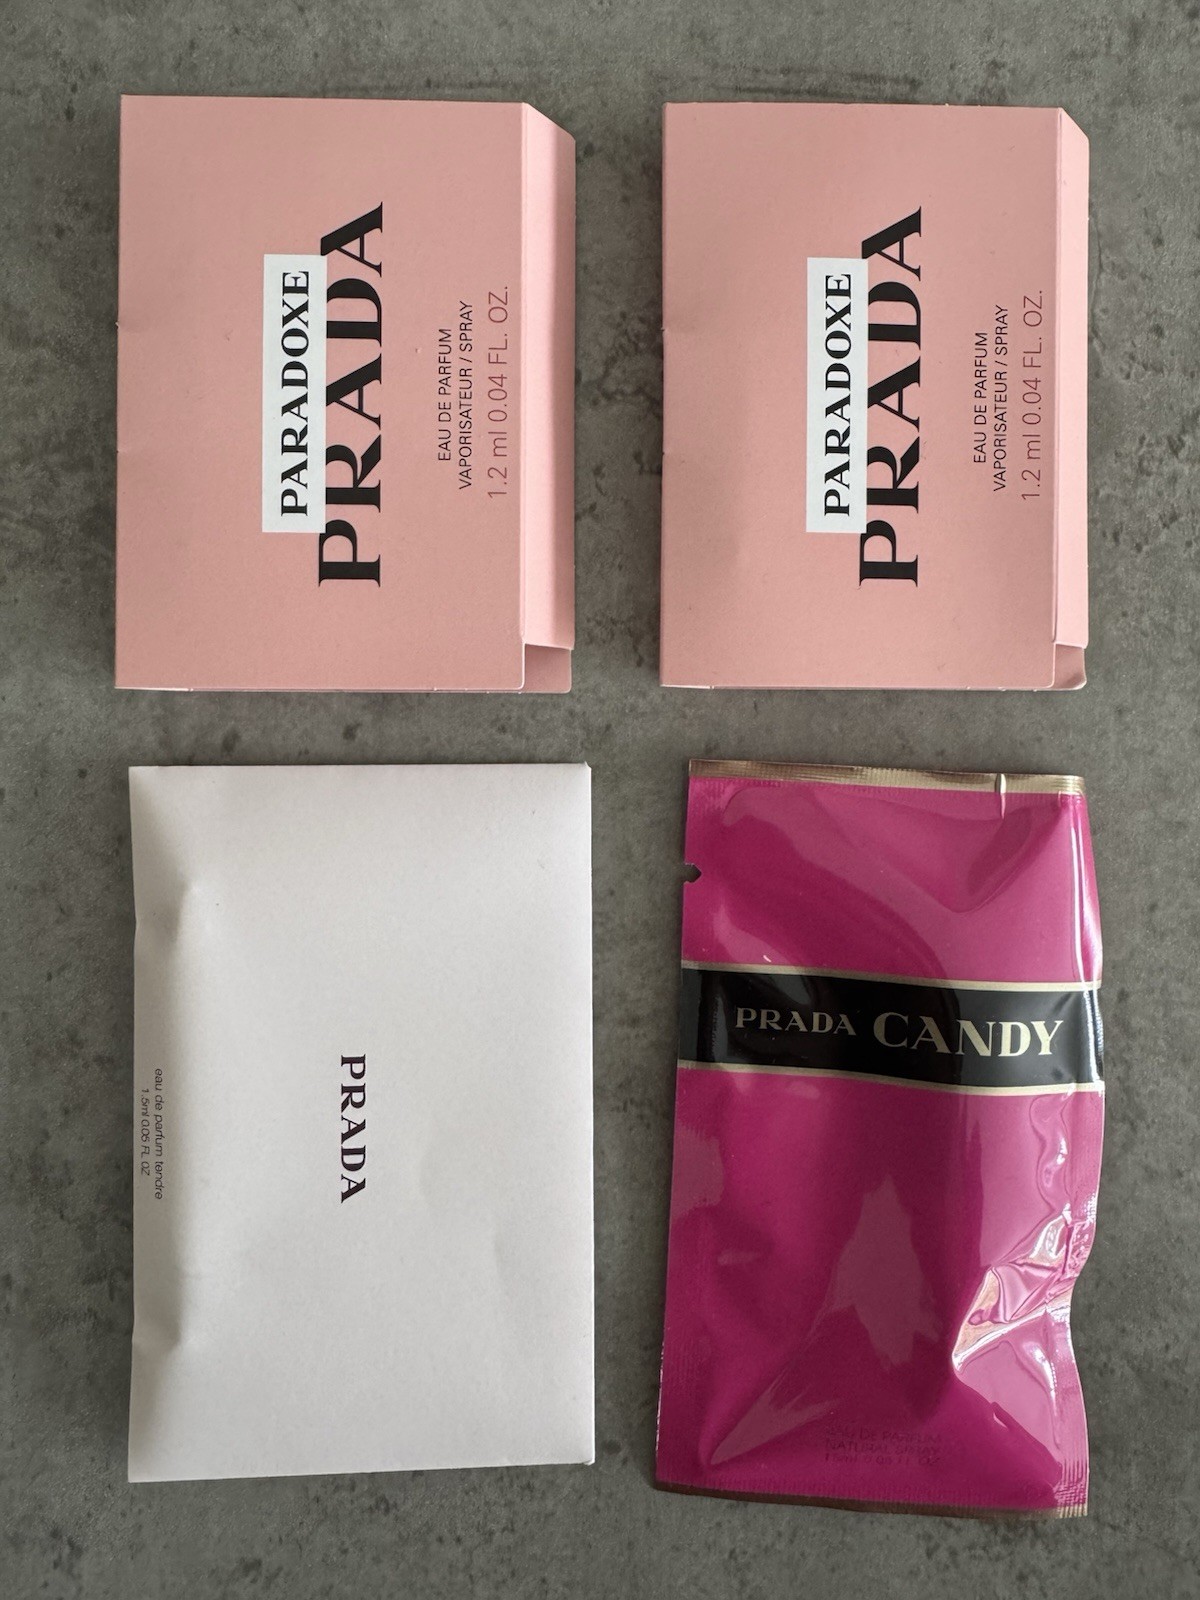 PARADOXE
PRADA
EAU DE PARFUM
VAPORISATEUR / SPRAY
1.2 ml 0.04 FL. OZ.
PARADOXE
PRADA
EAU DE PARFUM
VAPORISATEUR / SPRAY
1.2 ml 0.04 FL. OZ.
PRADA
eau de parfum tendre
1.5ml 0.05 FL OZ
PRADA CANDY
EAU DE PARFUM
NATURAL SPRAY